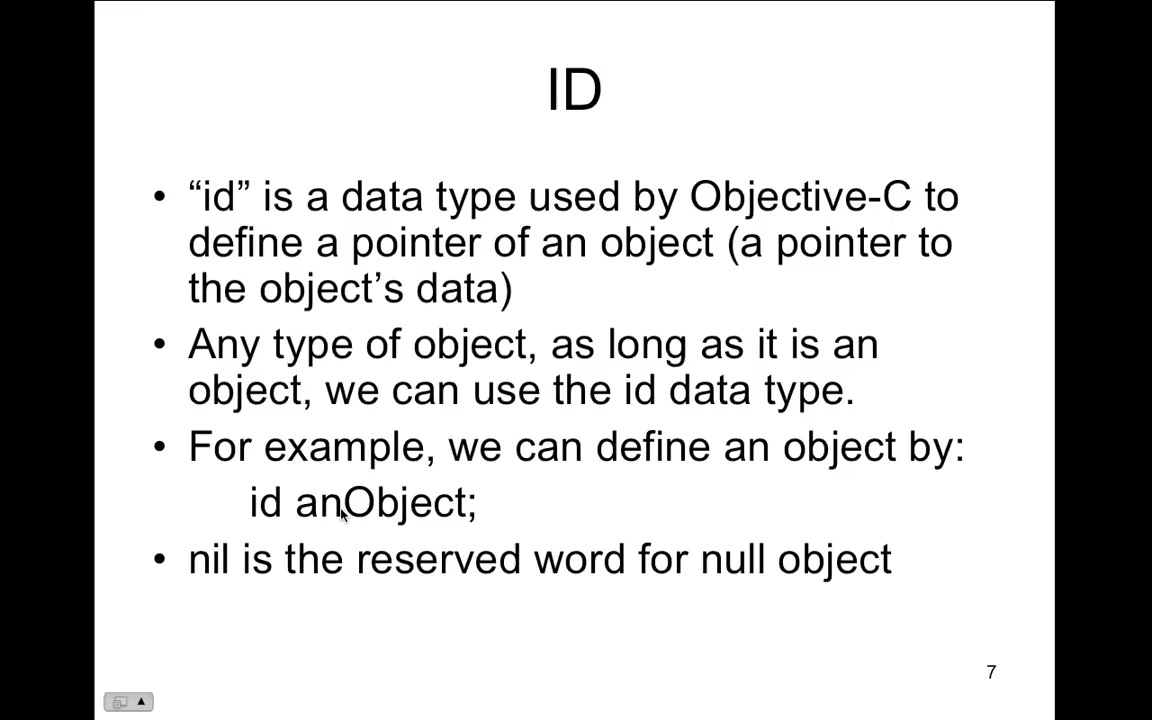 ID
• “id” is a data type used by Objective-C to
define a pointer of an object (a pointer to
the object’s data)
• Any type of object, as long as it is an
object, we can use the id data type.
• For example, we can define an object by:
id anObject;
• nil is the reserved word for null object
7